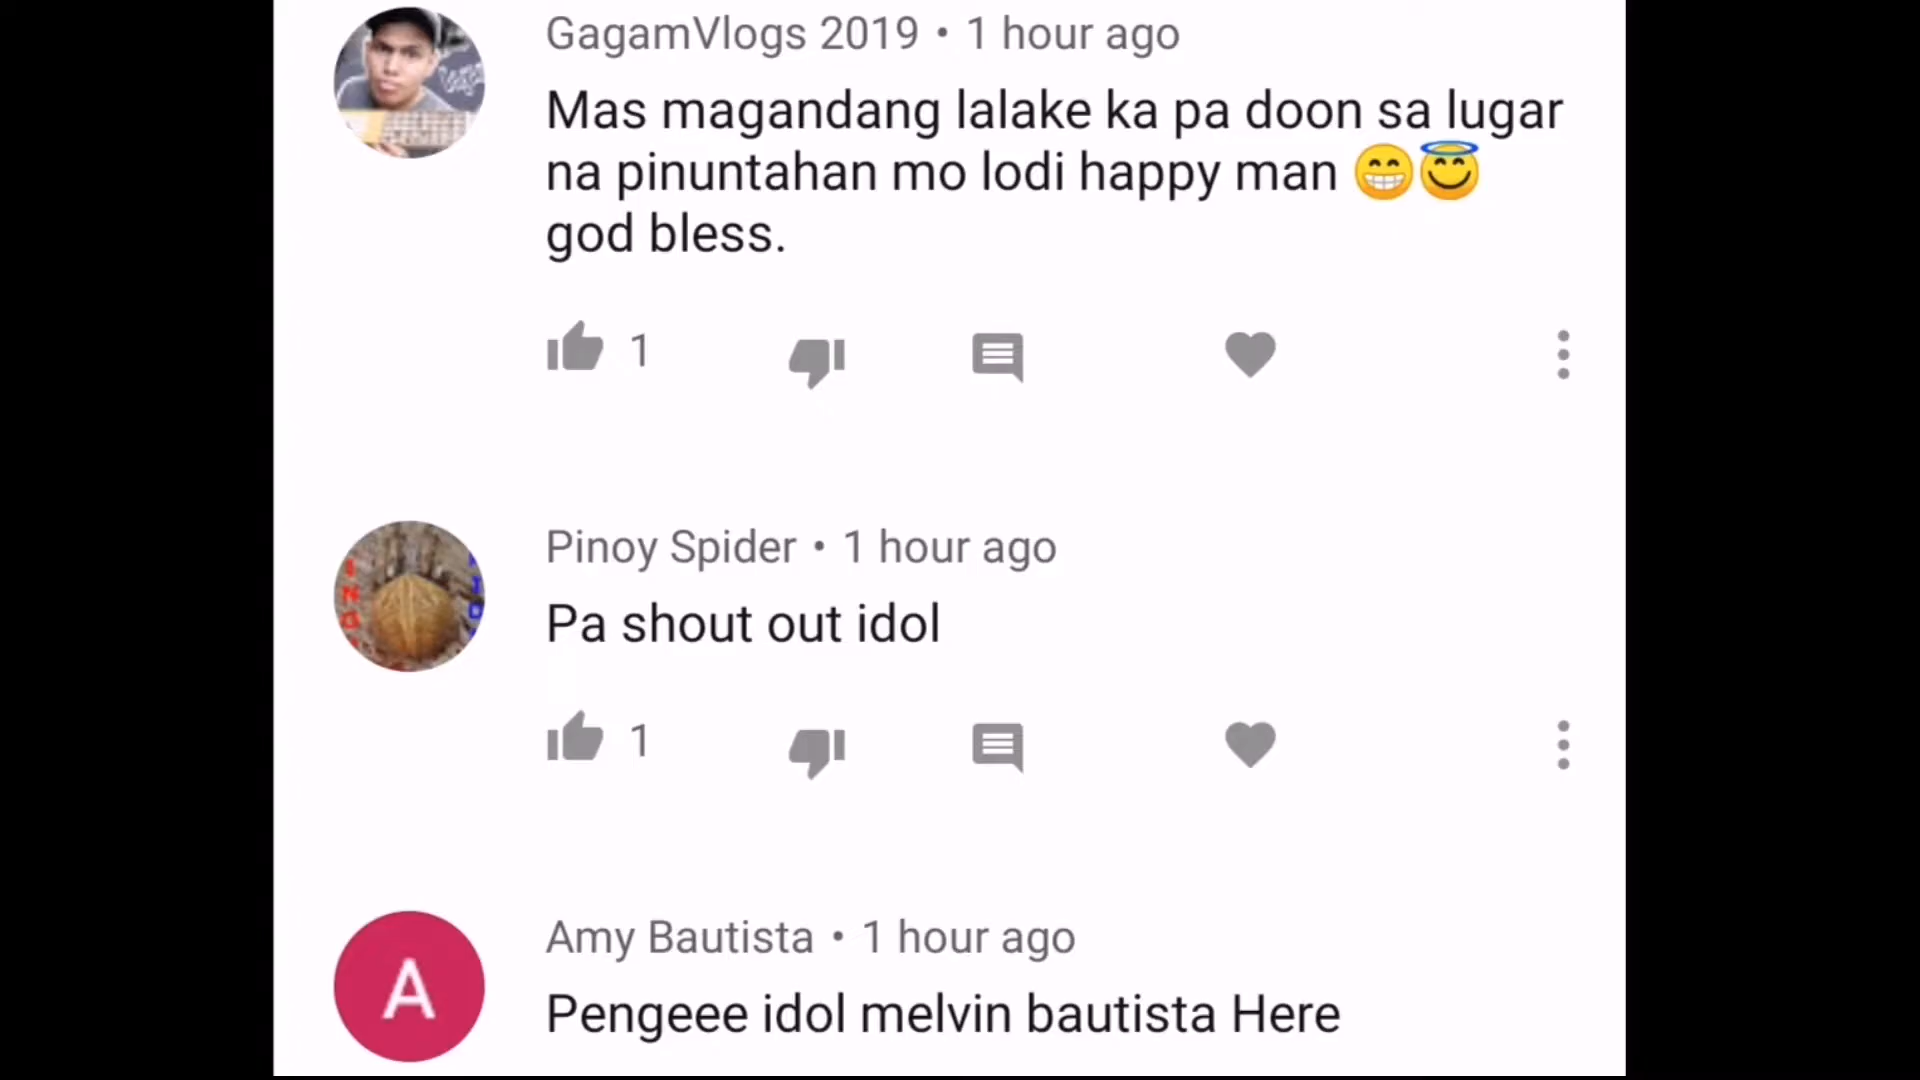 GagamVlogs 2019 • 1 hour ago
Mas magandang lalake ka pa doon sa lugar
na pinuntahan mo lodi happy man 😁😇
god bless.
1
Pinoy Spider • 1 hour ago
Pa shout out idol
1
A
Amy Bautista • 1 hour ago
Pengeee idol melvin bautista Here